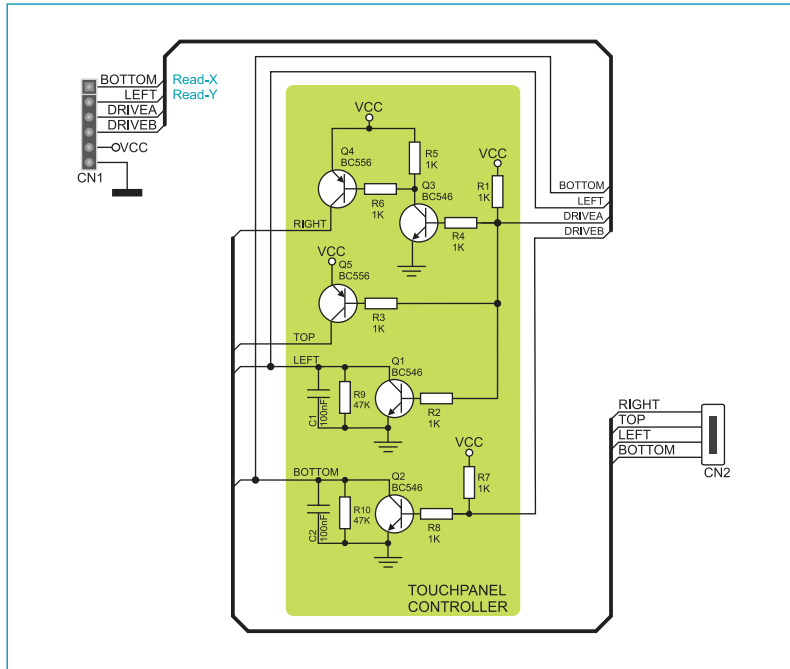 BOTTOM Read-X
LEFT Read-Y
DRIVEA
DRIVEB
VCC
CN1
VCC
Q4
BC556
R5
1K
Q3
BC546
VCC
R1
1K
R6
1K
R4
1K
RIGHT
BOTTOM
LEFT
DRIVEA
DRIVEB
VCC
Q5
BC556
R3
1K
TOP
LEFT
Q1
BC546
R9
47K
C1
100nF
R2
1K
RIGHT
TOP
LEFT
BOTTOM
CN2
VCC
R7
1K
BOTTOM
Q2
BC546
R10
47K
C2
100nF
R8
1K
TOUCHPANEL
CONTROLLER